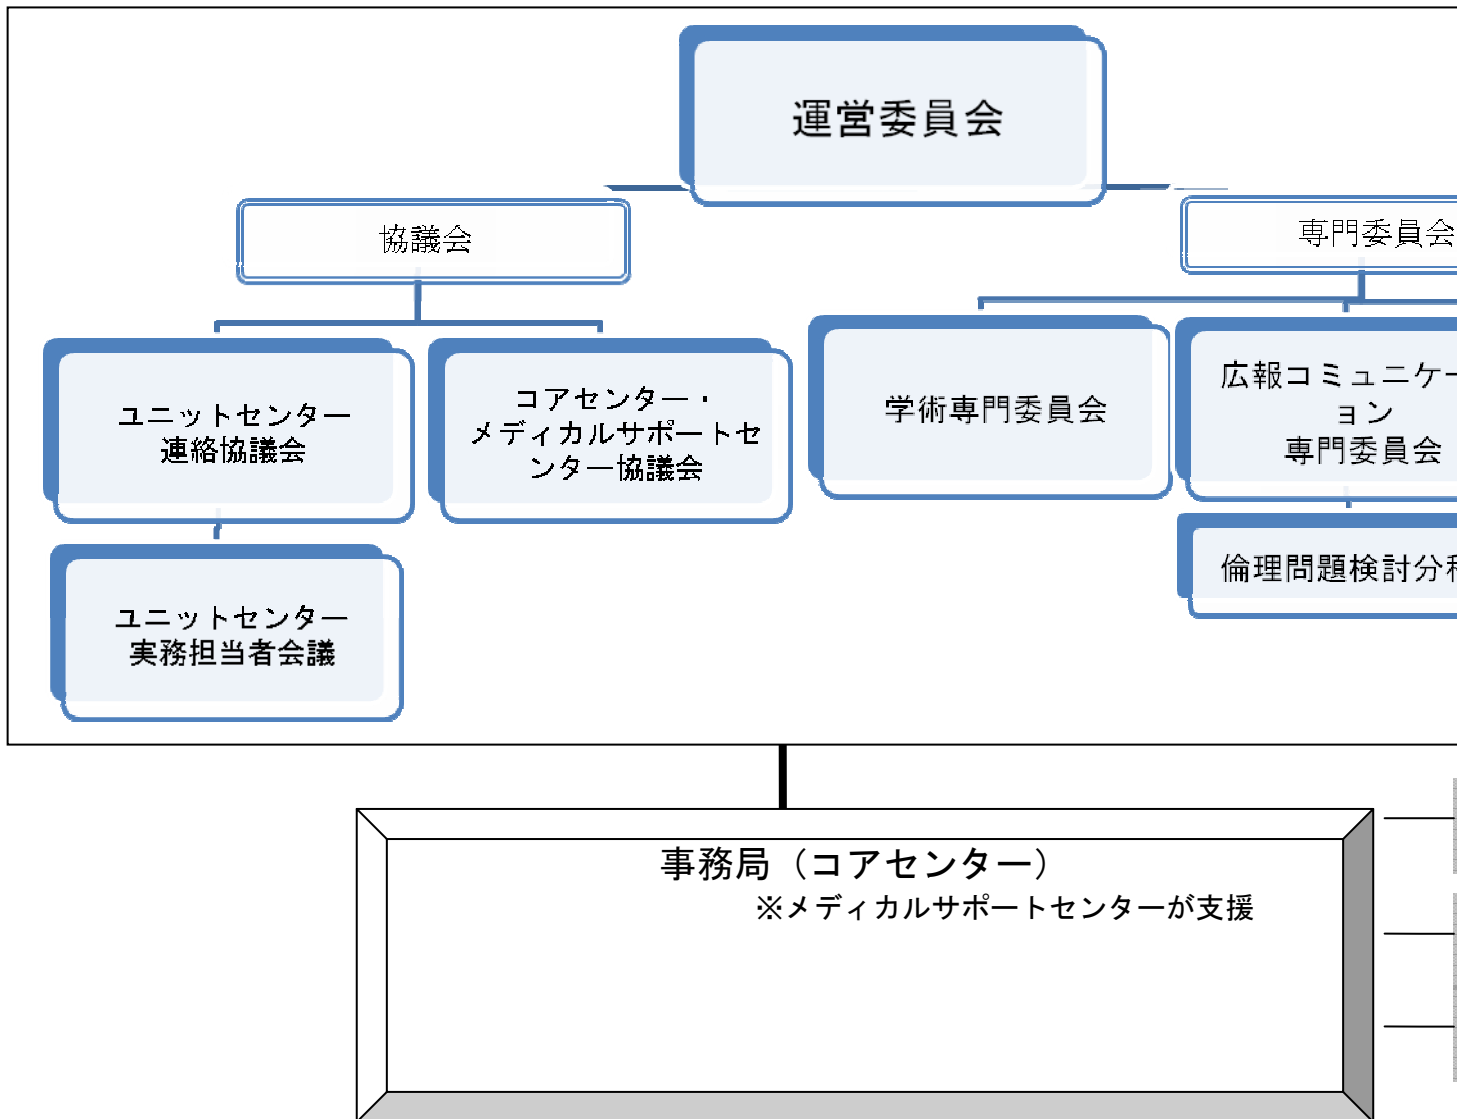 運営委員会
協議会
専門委員会
ユニットセンター
連絡協議会
コアセンター・
メディカルサポートセ
ンター協議会
学術専門委員会
広報コミュニケー
ョン
専門委員会
倫理問題検討分
ユニットセンター
実務担当者会議
事務局（コアセンター）
※メディカルサポートセンターが支援